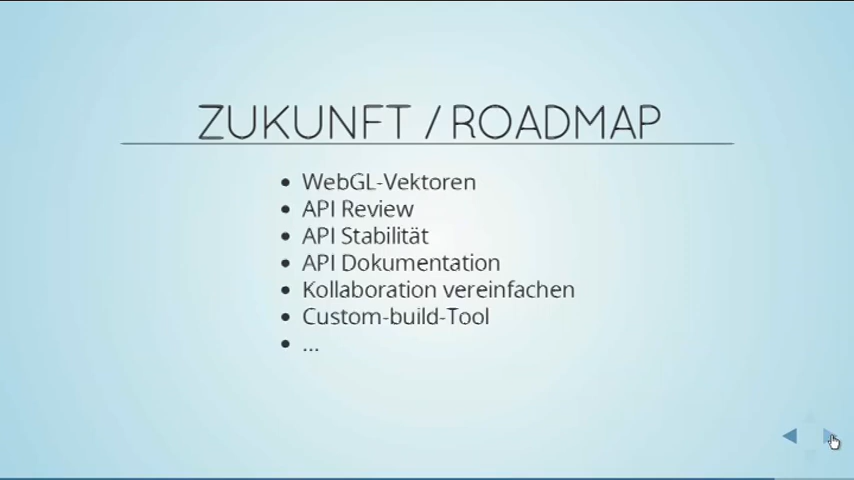 ZUKUNFT / ROADMAP
• WebGL-Vektoren
• API Review
• API Stabilität
• API Dokumentation
• Kollaboration vereinfachen
• Custom-build-Tool
• ...